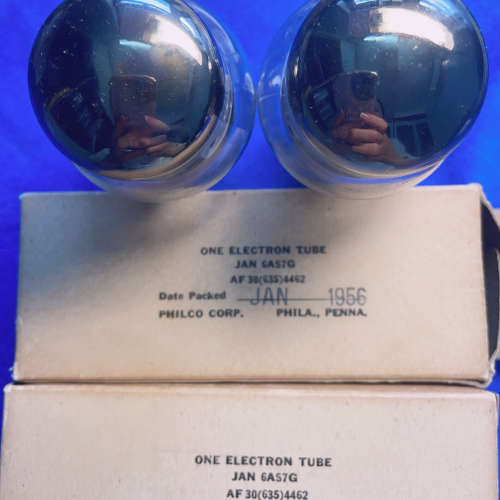 ONE ELECTRON TUBE
JAN 6AS7G
AF 30(635)4462
Date Packed JAN 1956
PHILCO CORP. PHILA., PENNA.
ONE ELECTRON TUBE
JAN 6AS7G
AF 30(635)4462